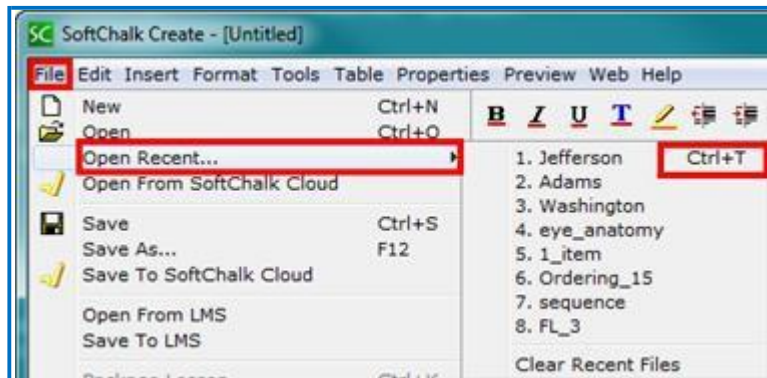 SC SoftChalk Create - [Untitled]
File Edit Insert Format Tools Table Properties Preview Web Help
New Ctrl+N
Open Ctrl+O
Open Recent...
Open From SoftChalk Cloud
Save Ctrl+S
Save As... F12
Save To SoftChalk Cloud
Open From LMS
Save To LMS
B I U T
1. Jefferson Ctrl+T
2. Adams
3. Washington
4. eye_anatomy
5. 1_item
6. Ordering_15
7. sequence
8. FL_3
Clear Recent Files